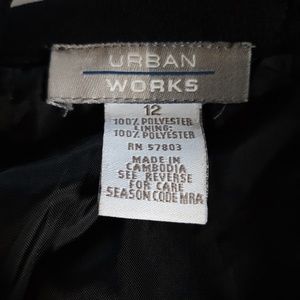 URBAN
WORKS
12
100% POLYESTER
LINING:
100% POLYESTER
RN 57803
MADE IN
CAMBODIA
SEE REVERSE
FOR CARE
SEASON CODE MRA